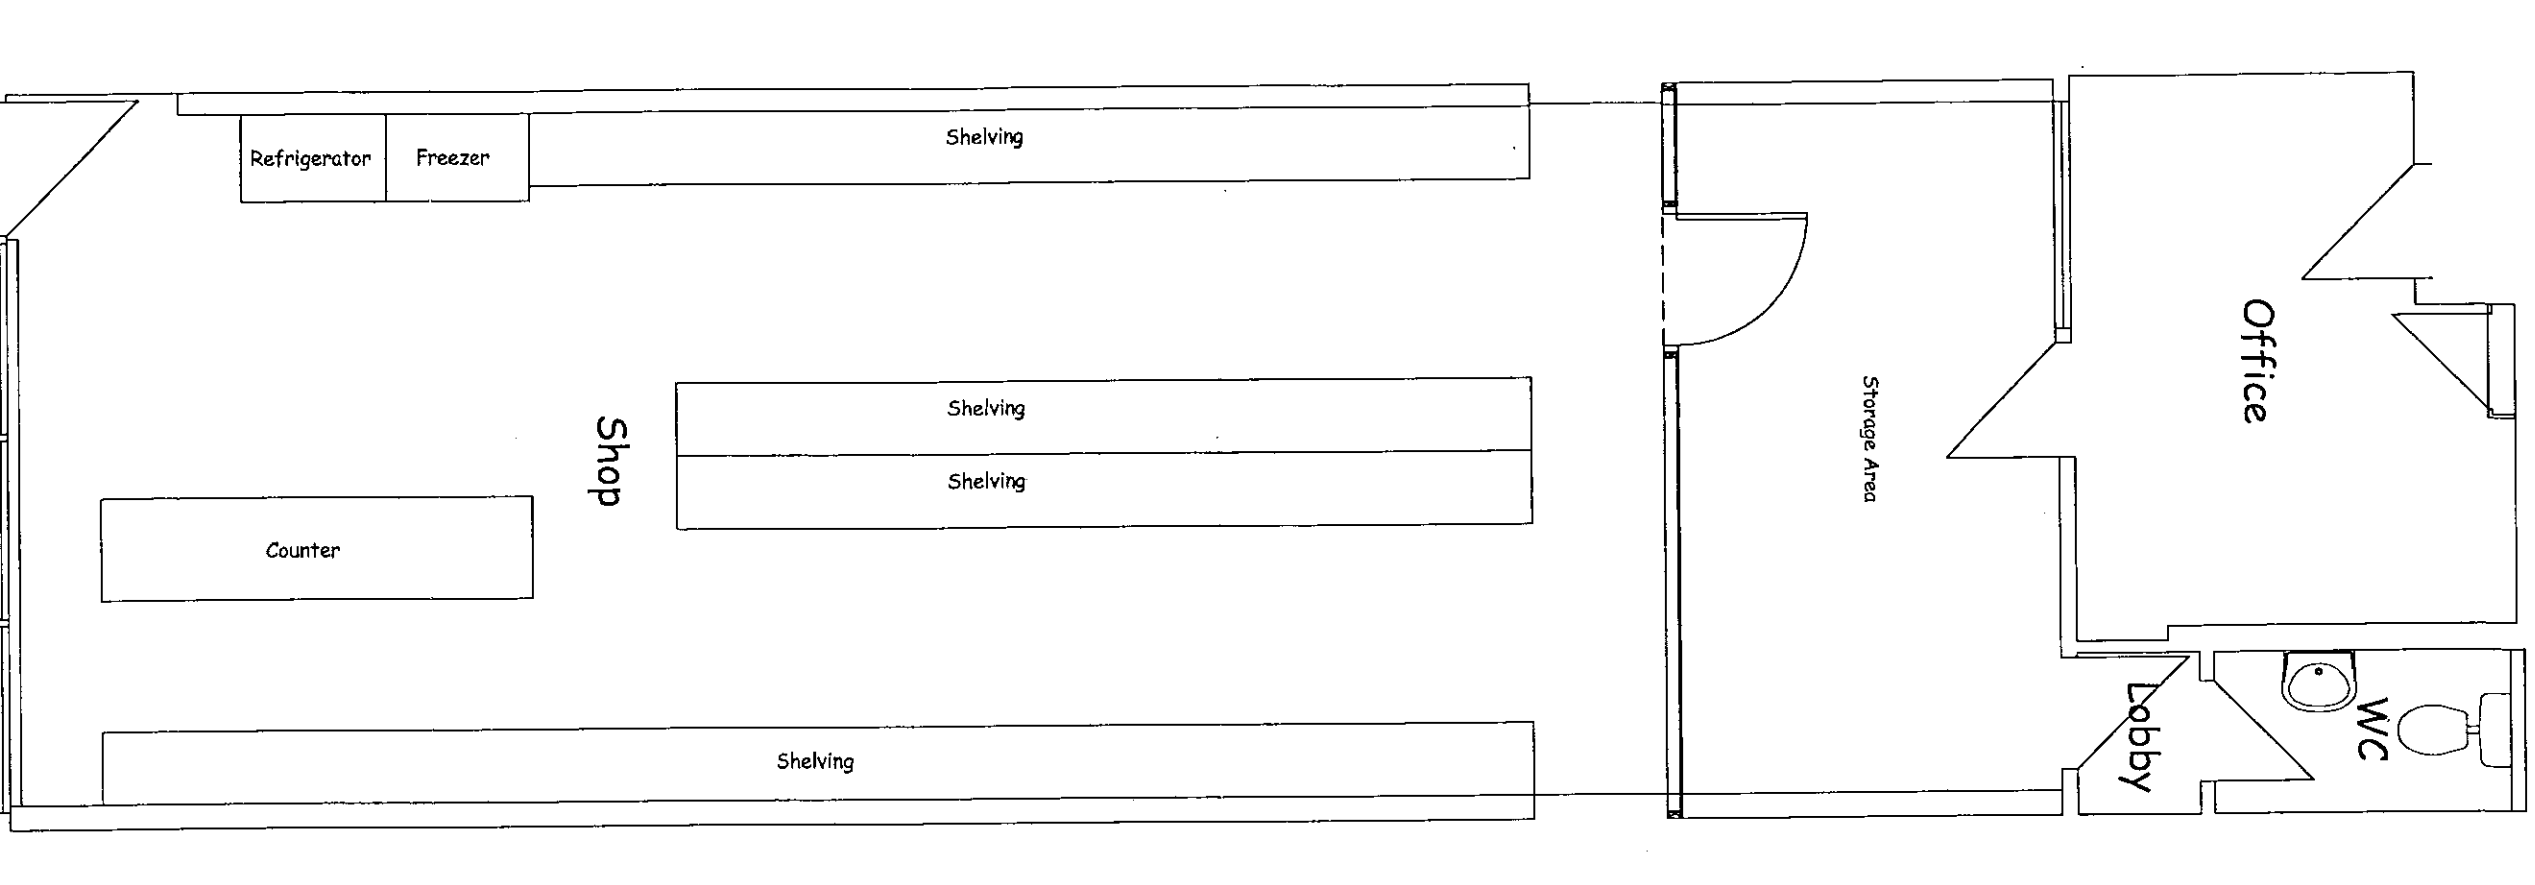 Refrigerator
Freezer
Shelving
Shelving
Shelving
Shop
Counter
Shelving
Storage Area
Office
Lobby
WC